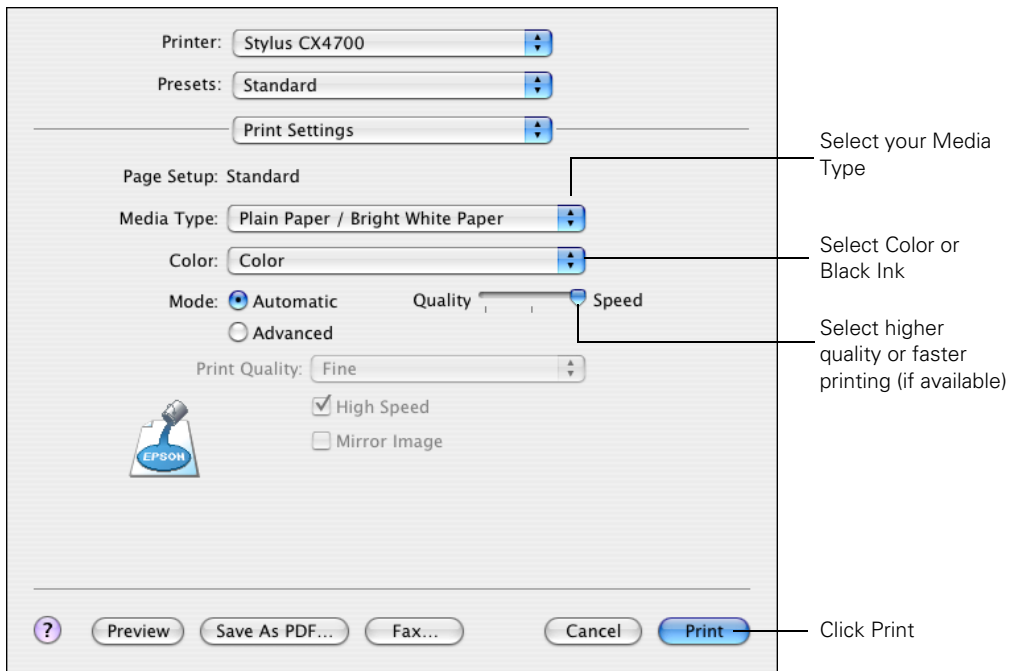 Printer: Stylus CX4700
Presets: Standard
Print Settings
Page Setup: Standard
Media Type: Plain Paper / Bright White Paper
Color: Color
Mode: Automatic Quality Speed
Advanced
Print Quality: Fine
High Speed
Mirror Image
EPSON
? Preview Save As PDF... Fax... Cancel Print
Select your Media
Type
Select Color or
Black Ink
Select higher
quality or faster
printing (if available)
Click Print